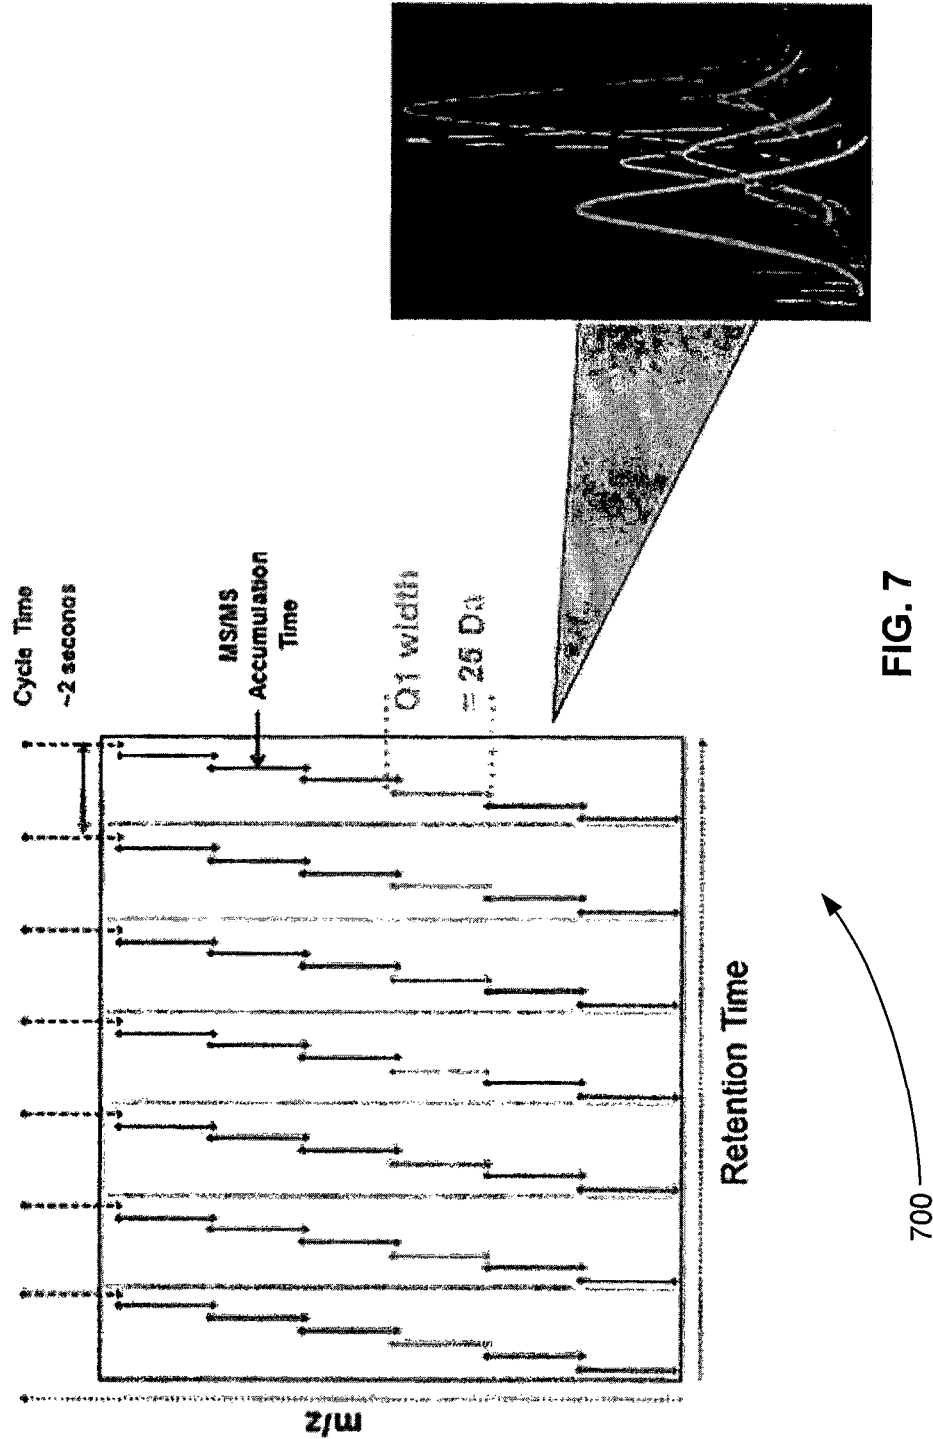 Cycle Time
~2 seconds
MS/MS
Accumulation
Time
Q1 width
= 25 Da
m/z
Retention Time
700
FIG. 7